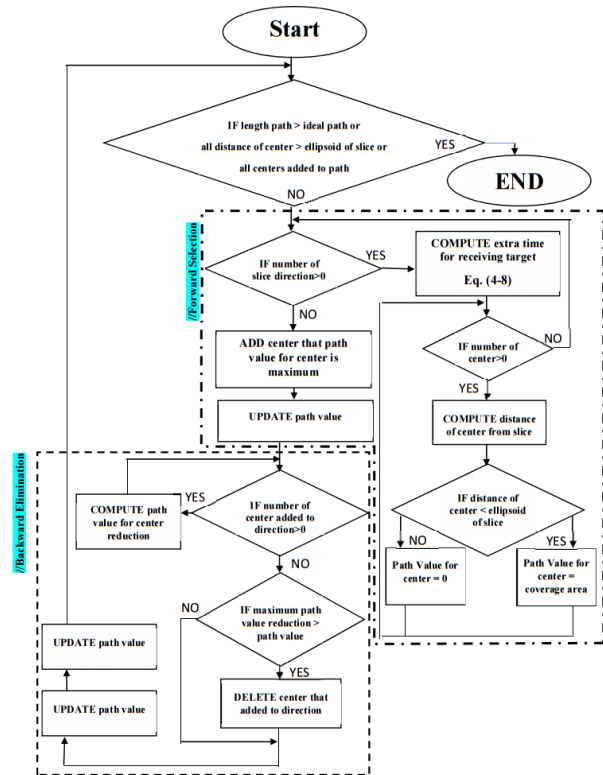 Start
IF length path > ideal path or
all distance of center > ellipsoid of slice or
all centers added to path
YES
END
NO
//Forward Selection
IF number of
slice direction>0
YES
COMPUTE extra time
for receiving target
Eq. (4-8)
NO
ADD center that path
value for center is
maximum
UPDATE path value
IF number of
center>0
NO
YES
COMPUTE distance
of center from slice
IF distance of
center < ellipsoid
of slice
NO
YES
Path Value for
center = 0
Path Value for
center =
coverage area
//Backward Elimination
IF number of
center added to
direction>0
YES
COMPUTE path
value for center
reduction
NO
IF maximum path
value reduction >
path value
NO
YES
DELETE center that
added to direction
UPDATE path value
UPDATE path value